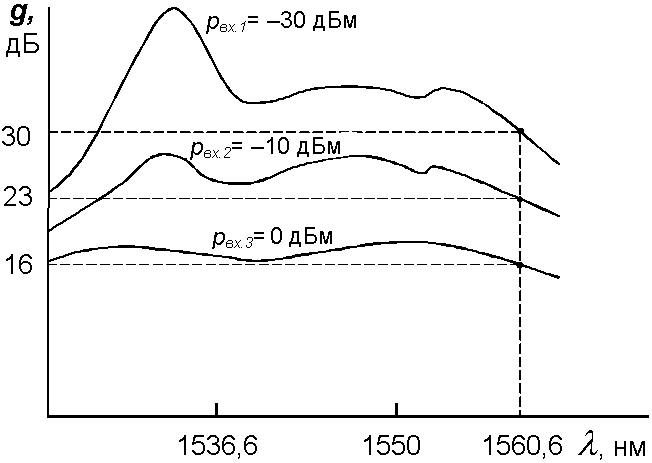 g,
дБ
pвх.1= –30 дБм
30
pвх.2= –10 дБм
23
pвх.3= 0 дБм
16
1536,6 1550 1560,6 λ, нм